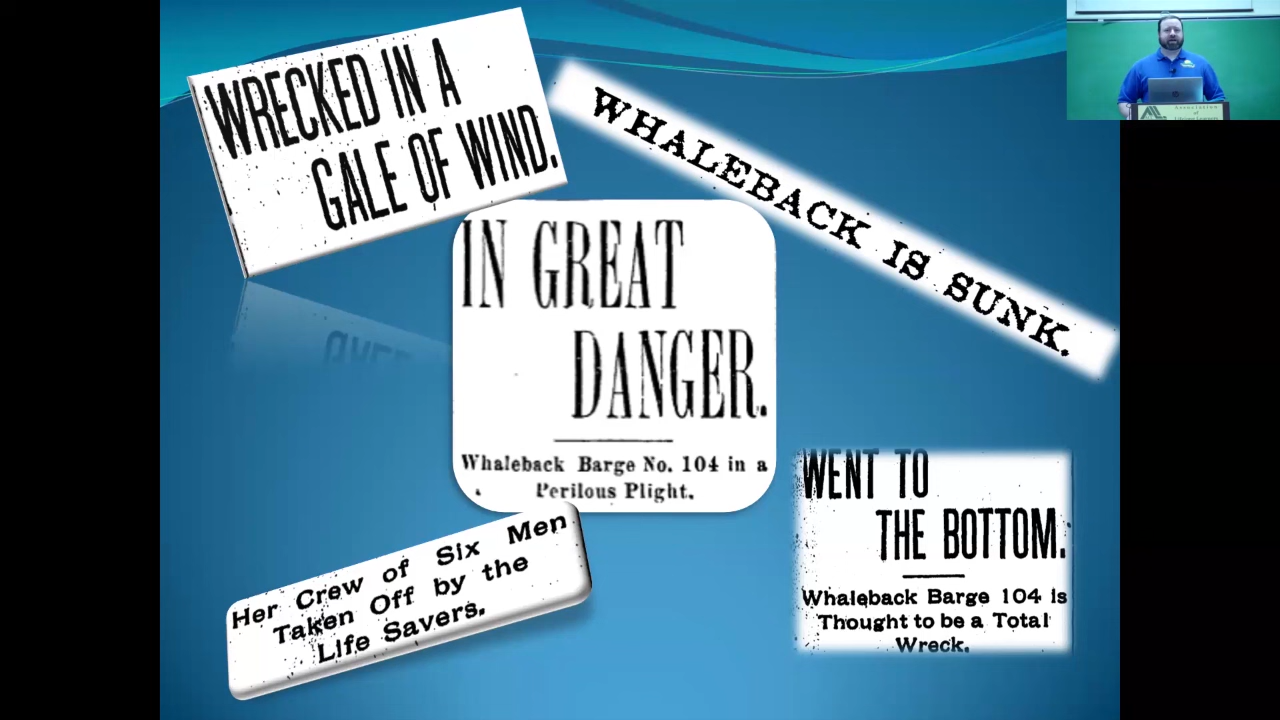 WRECKED IN A
GALE OF WIND.
WHALEBACK IS SUNK.
IN GREAT
DANGER.
Whaleback Barge No. 104 in a
Perilous Plight.
Her Crew of Six Men
Taken Off by the
Life Savers.
WENT TO
THE BOTTOM.
Whaleback Barge 104 is
Thought to be a Total
Wreck.
Association
of